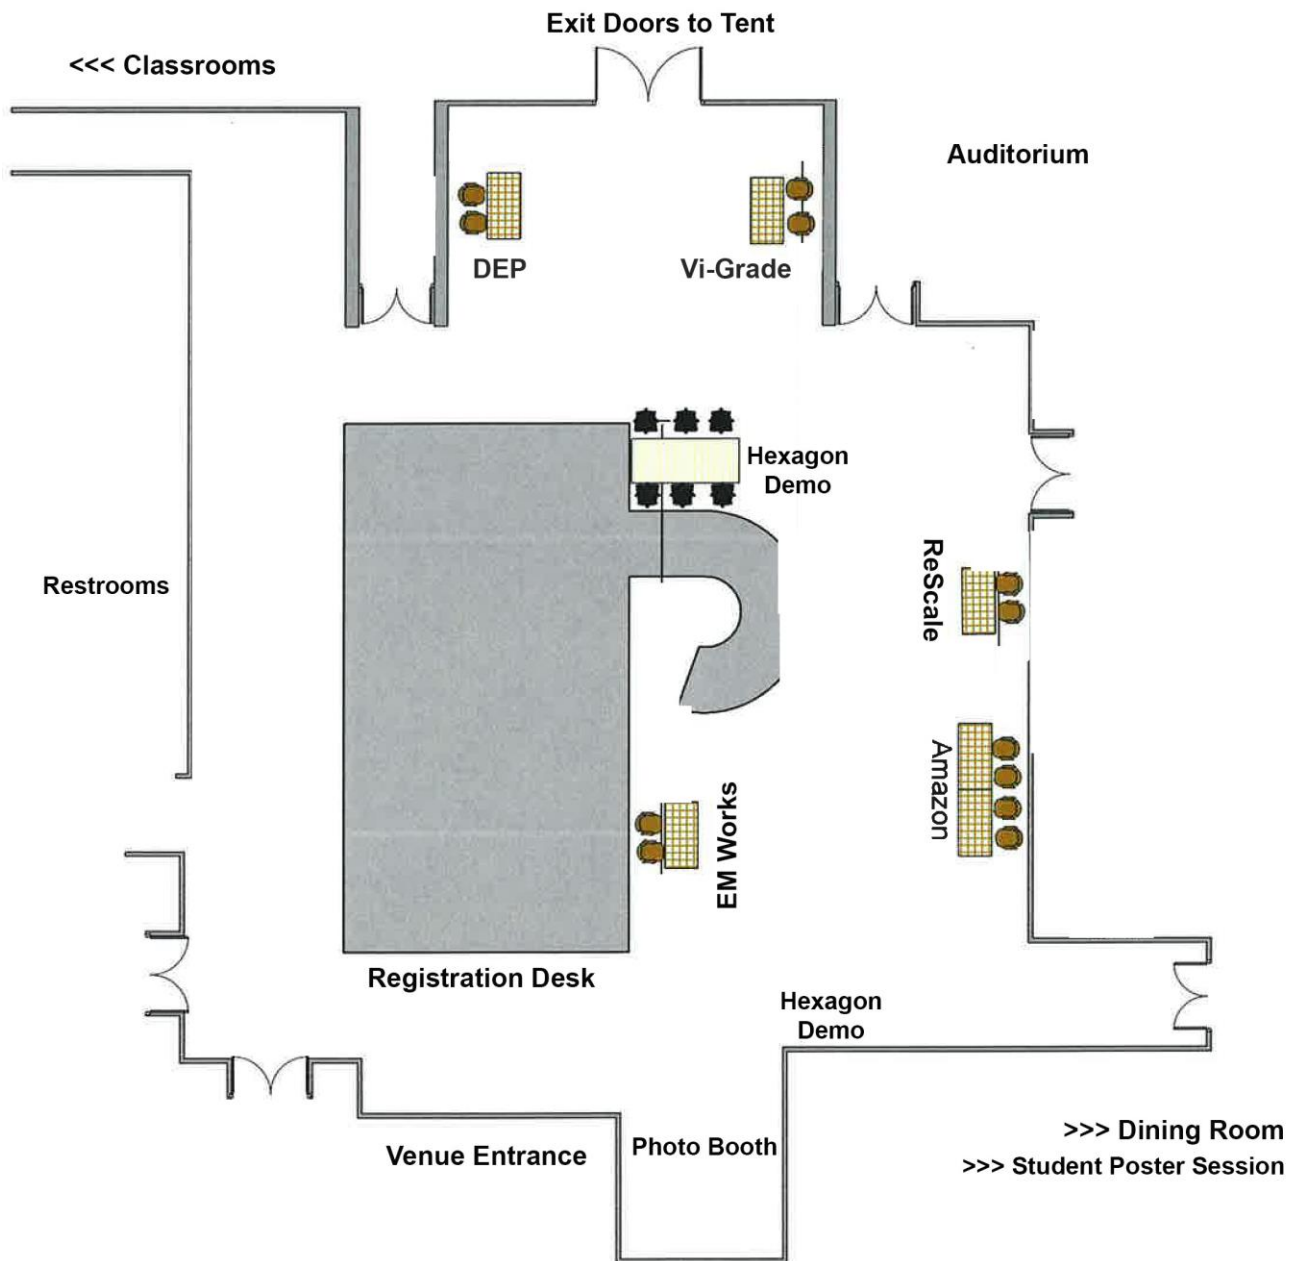 Exit Doors to Tent
<<< Classrooms
Auditorium
DEP
Vi-Grade
Hexagon
Demo
ReScale
Restrooms
Amazon
EM Works
Registration Desk
Hexagon
Demo
Venue Entrance
Photo Booth
>>> Dining Room
>>> Student Poster Session